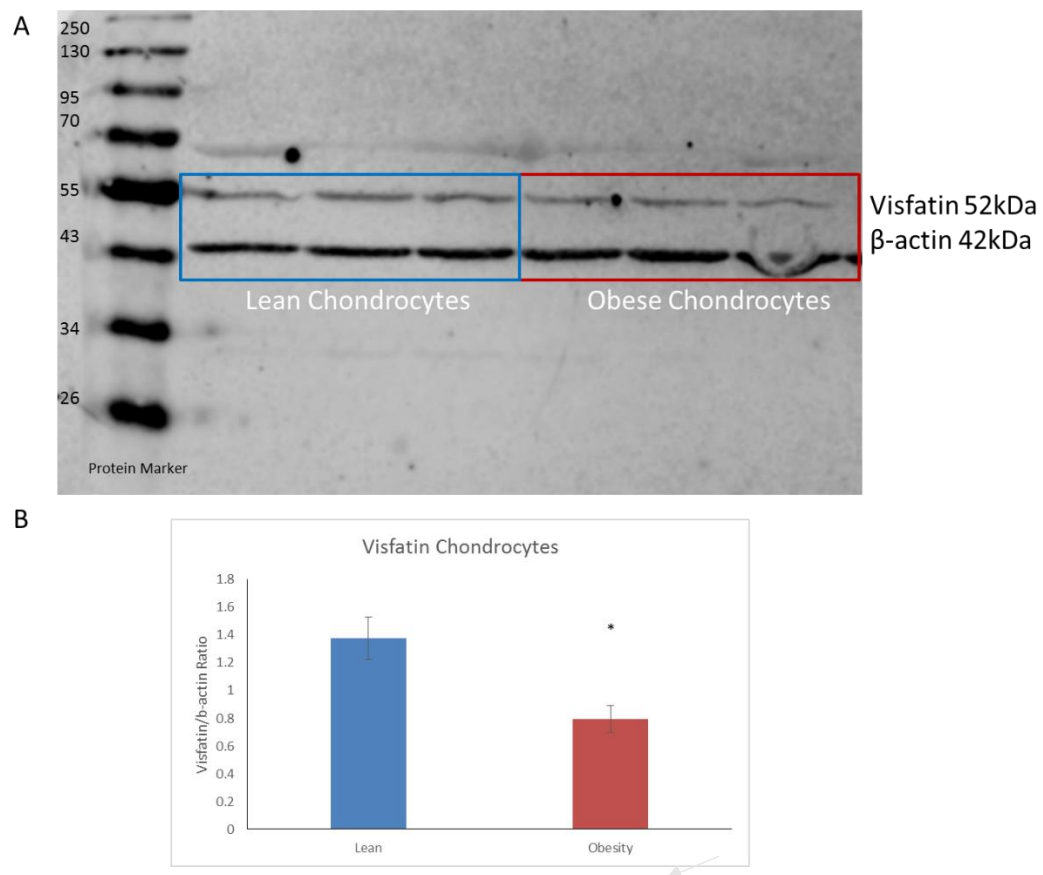 A
250
130
95
70
55
43
34
26
Protein Marker
Lean Chondrocytes
Obese Chondrocytes
Visfatin 52kDa
β-actin 42kDa
B
Visfatin Chondrocytes
Visfatin/b-actin Ratio
1.8
1.6
1.4
1.2
1
0.8
0.6
0.4
0.2
0
*
Lean
Obesity